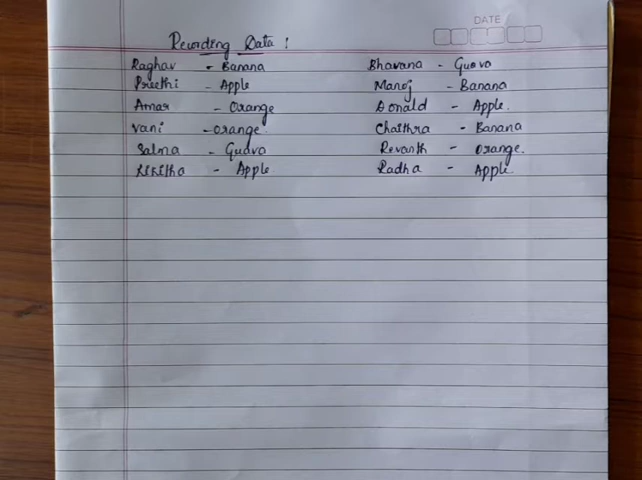 DATE
Recording Data :
Raghav - Banana
Preethi - Apple
Amar - Orange
Vani - orange.
Salma - Guava
Likitha - Apple
Bhavana - Guava
Manoj - Banana
Donald - Apple.
Chaithra - Banana
Revanth - orange.
Radha - Apple